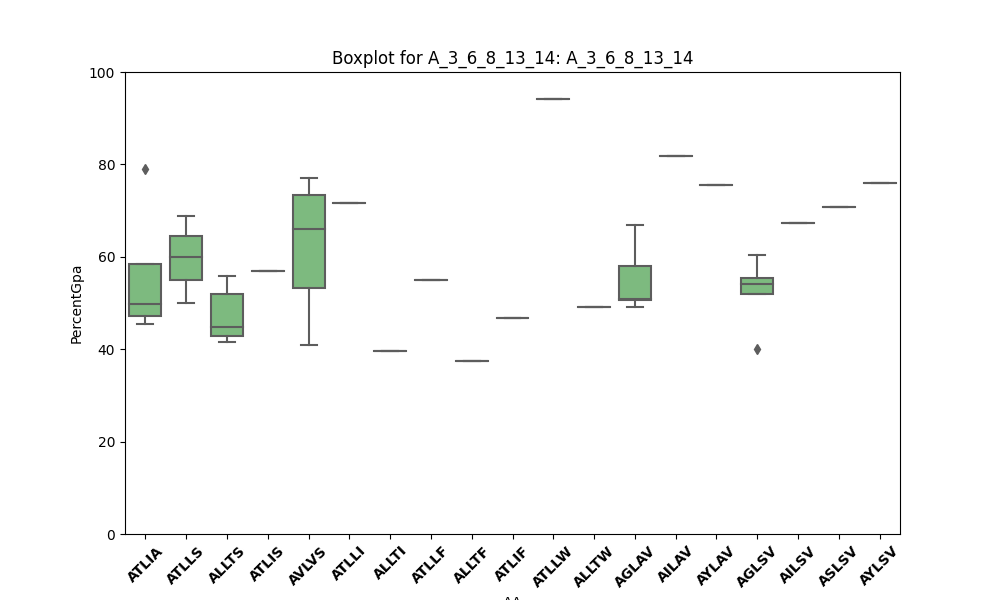 Boxplot for A_3_6_8_13_14: A_3_6_8_13_14
PercentGpa
100
80
60
40
20
0
ATLIA ATLLS ALLTS ATLIS AVLVS ATLLI ALLTI ATLLF ALLTF ATLIF ATLLW ALLTW AGLAV AILAV AYLAV AGLSV AILSV ASLSV AYLSV